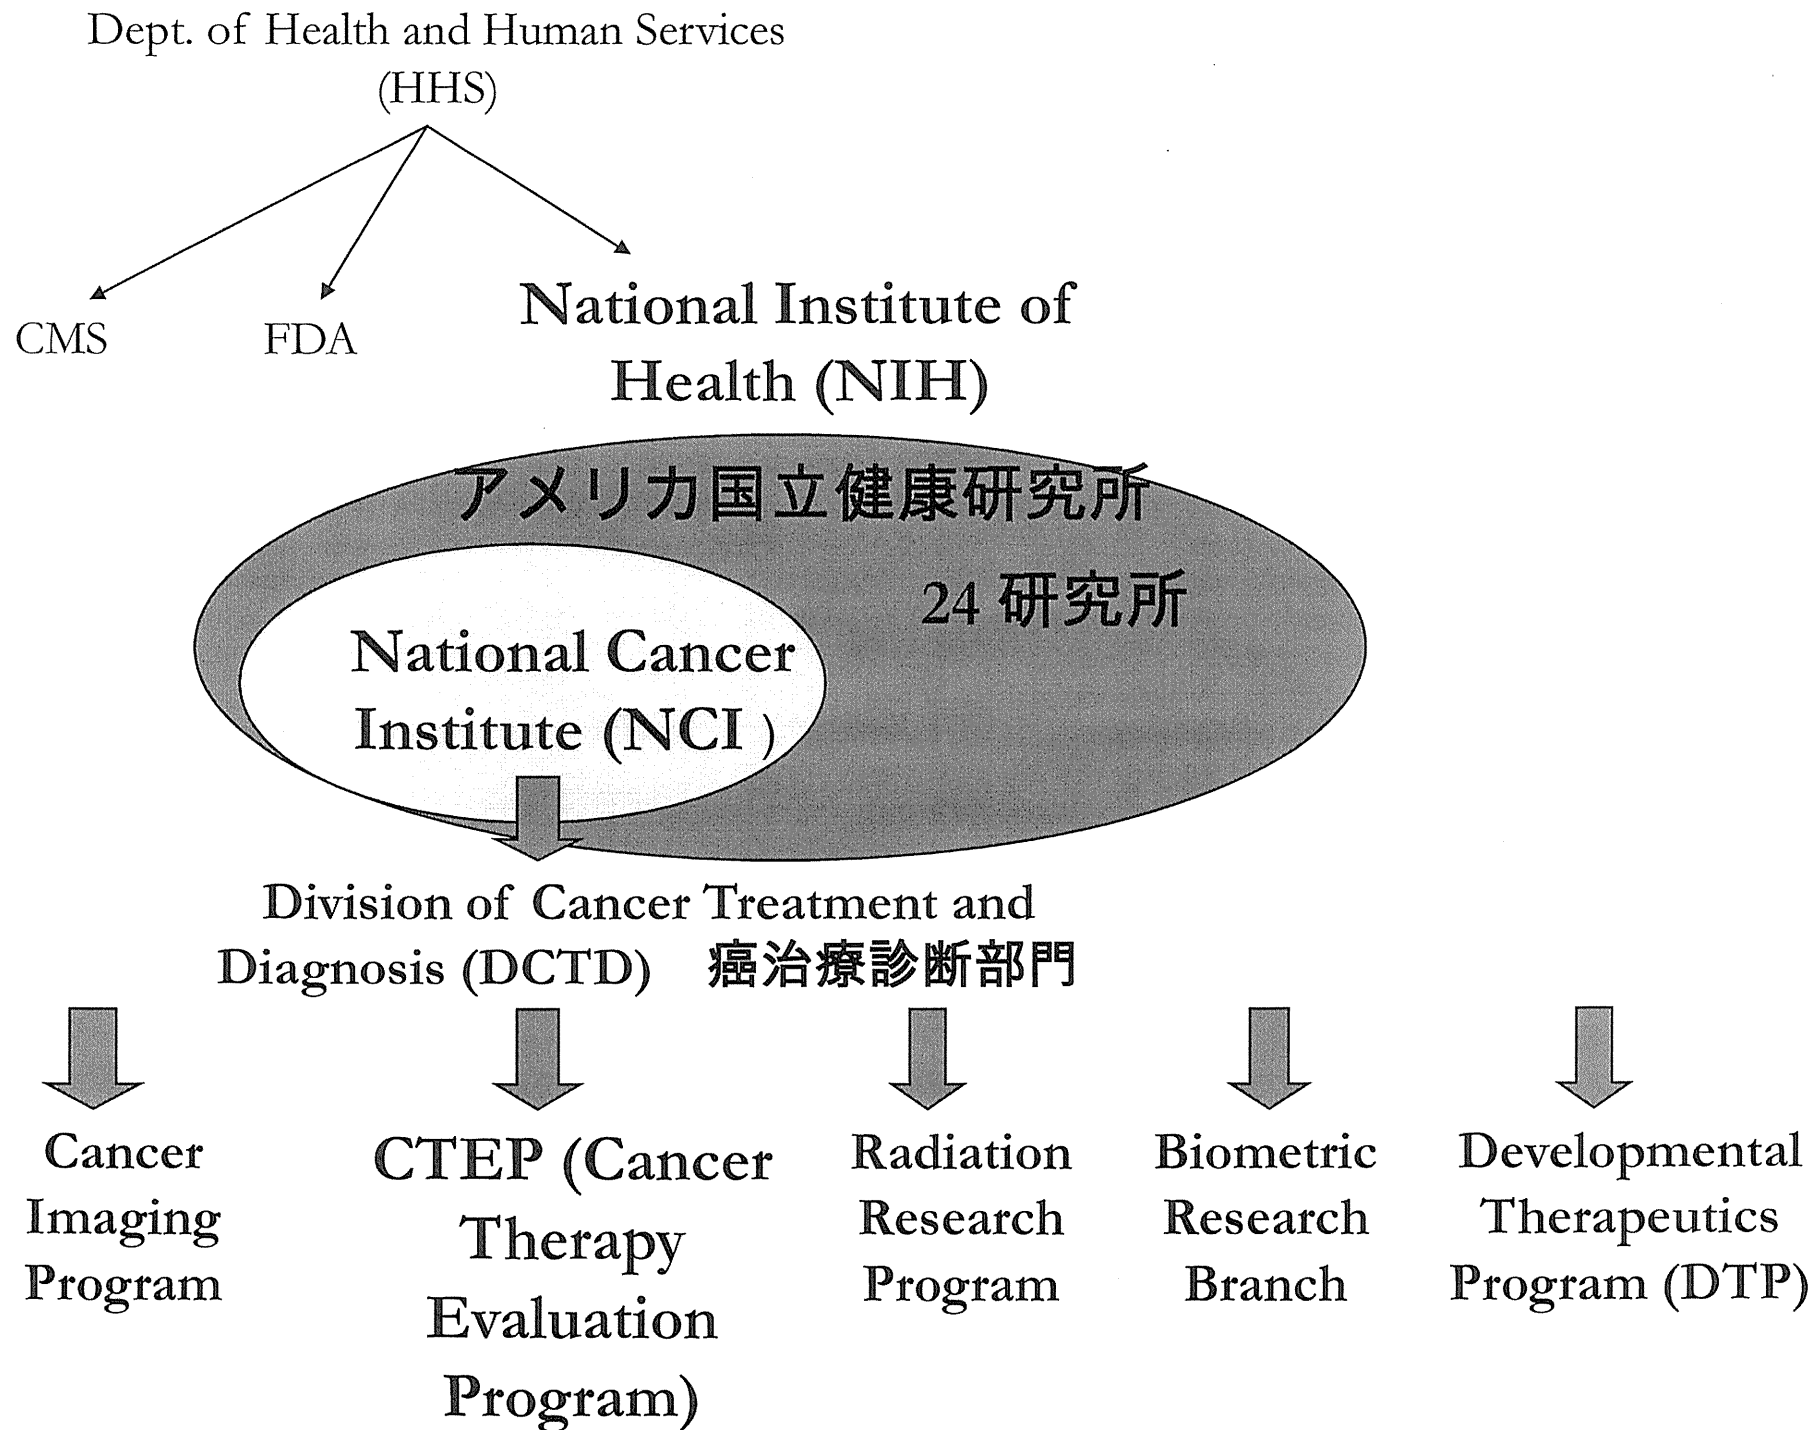 Dept. of Health and Human Services
(HHS)
CMS
FDA
National Institute of
Health (NIH)
アメリカ国立健康研究所
24 研究所
National Cancer
Institute (NCI )
Division of Cancer Treatment and
Diagnosis (DCTD) 癌治療診断部門
Cancer
Imaging
Program
CTEP (Cancer
Therapy
Evaluation
Program)
Radiation
Research
Program
Biometric
Research
Branch
Developmental
Therapeutics
Program (DTP)